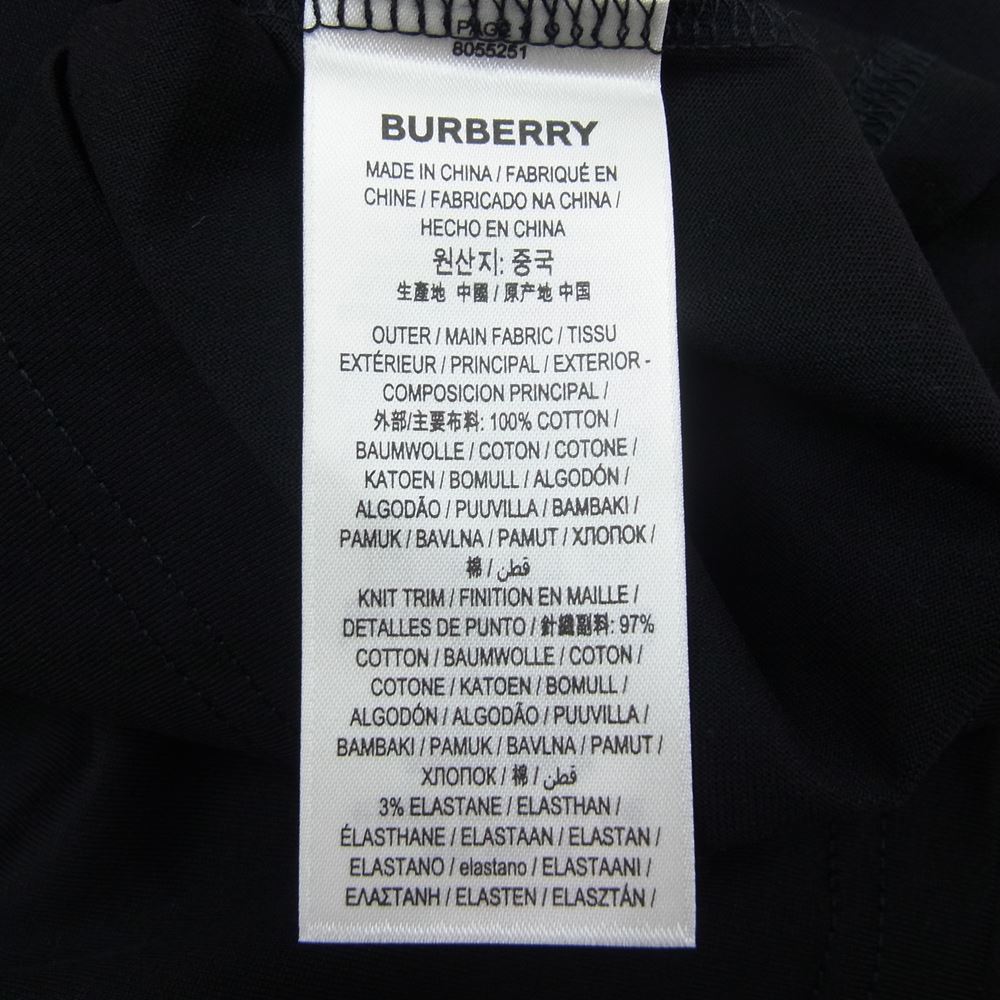 PAGE
8055251
BURBERRY
MADE IN CHINA / FABRIQUÉ EN
CHINE / FABRICADO NA CHINA /
HECHO EN CHINA
원산지: 중국
生產地 中國 / 原产地 中国
OUTER / MAIN FABRIC / TISSU
EXTÉRIEUR / PRINCIPAL / EXTERIOR -
COMPOSICION PRINCIPAL /
外部/主要布料: 100% COTTON /
BAUMWOLLE / COTON / COTONE /
KATOEN / BOMULL / ALGODÓN /
ALGODÃO / PUUVILLA / BAMBAKI /
PAMUK / BAVLNA / PAMUT / ХЛОПОК /
棉 / قطن
KNIT TRIM / FINITION EN MAILLE /
DETALLES DE PUNTO / 針織副料: 97%
COTTON / BAUMWOLLE / COTON /
COTONE / KATOEN / BOMULL /
ALGODÓN / ALGODÃO / PUUVILLA /
BAMBAKI / PAMUK / BAVLNA / PAMUT /
ХЛОПОК / 棉 / قطن
3% ELASTANE / ELASTHAN /
ÉLASTHANE / ELASTAAN / ELASTAN /
ELASTANO / elastano / ELASTAANI /
ΕΛΑΣΤΑΝΗ / ELASTEN / ELASZTÁN /